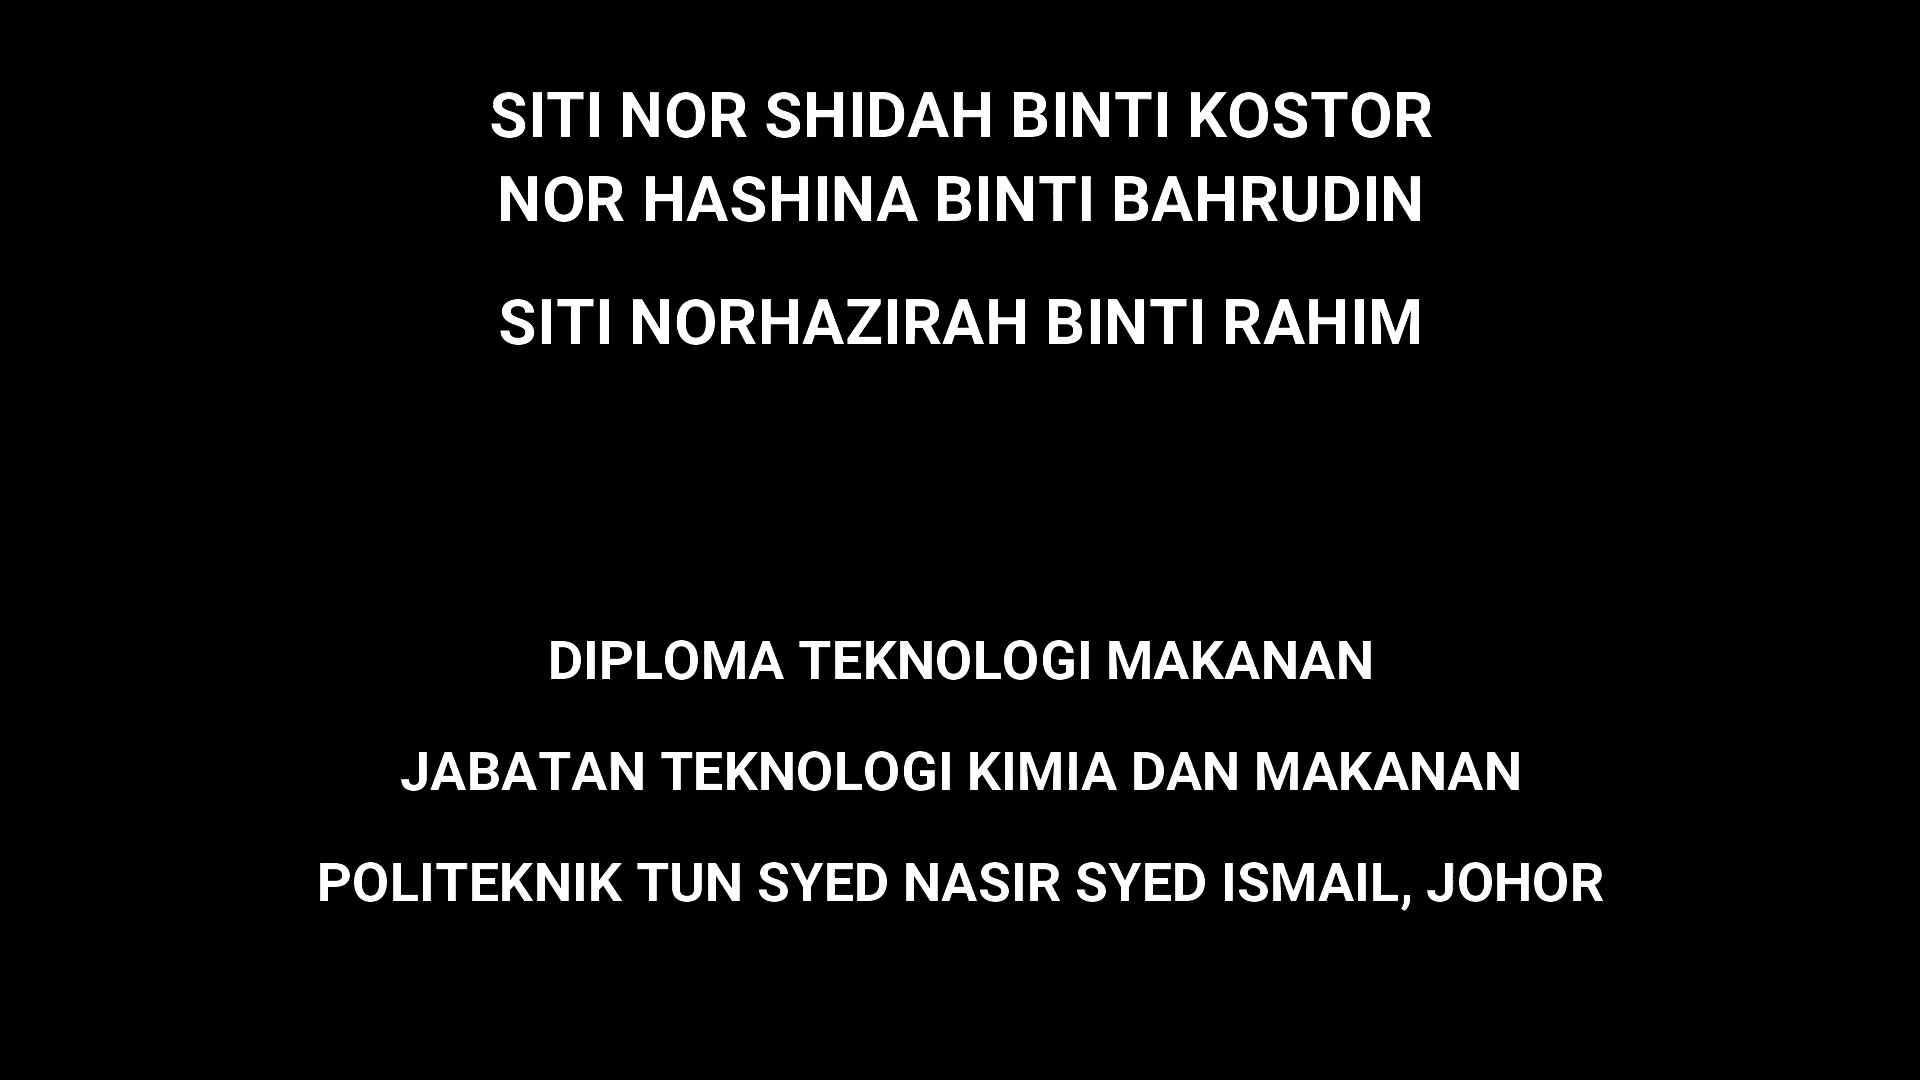 SITI NOR SHIDAH BINTI KOSTOR
NOR HASHINA BINTI BAHRUDIN
SITI NORHAZIRAH BINTI RAHIM
DIPLOMA TEKNOLOGI MAKANAN
JABATAN TEKNOLOGI KIMIA DAN MAKANAN
POLITEKNIK TUN SYED NASIR SYED ISMAIL, JOHOR